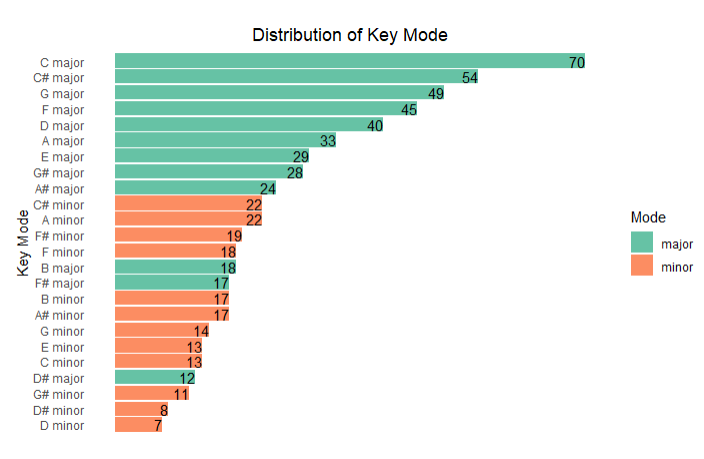 Distribution of Key Mode
C major 70
C# major 54
G major 49
F major 45
D major 40
A major 33
E major 29
G# major 28
A# major 24
C# minor 22
A minor 22
F# minor 19
F minor 18
B major 18
F# major 17
B minor 17
A# minor 17
G minor 14
E minor 13
C minor 13
D# major 12
G# minor 11
D# minor 8
D minor 7
Key Mode
Mode
major
minor